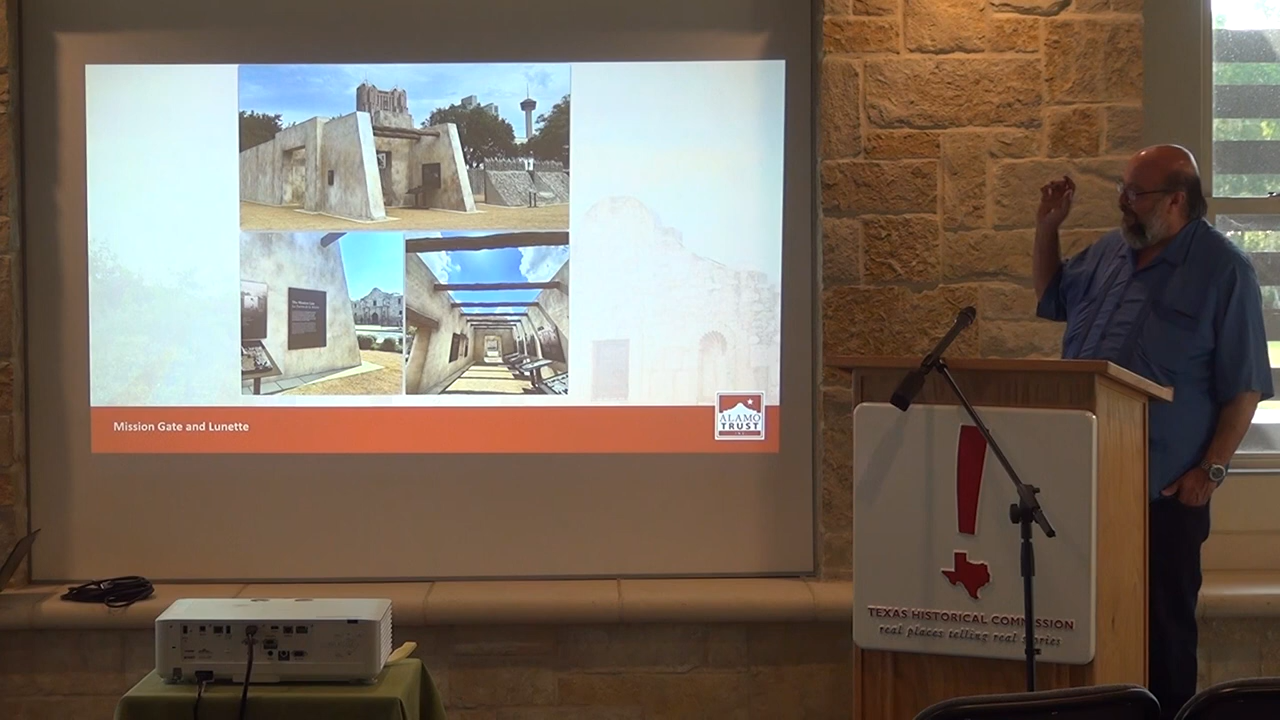 Mission Gate and Lunette
ALAMO
TRUST
TEXAS HISTORICAL COMMISSION
real places telling real stories